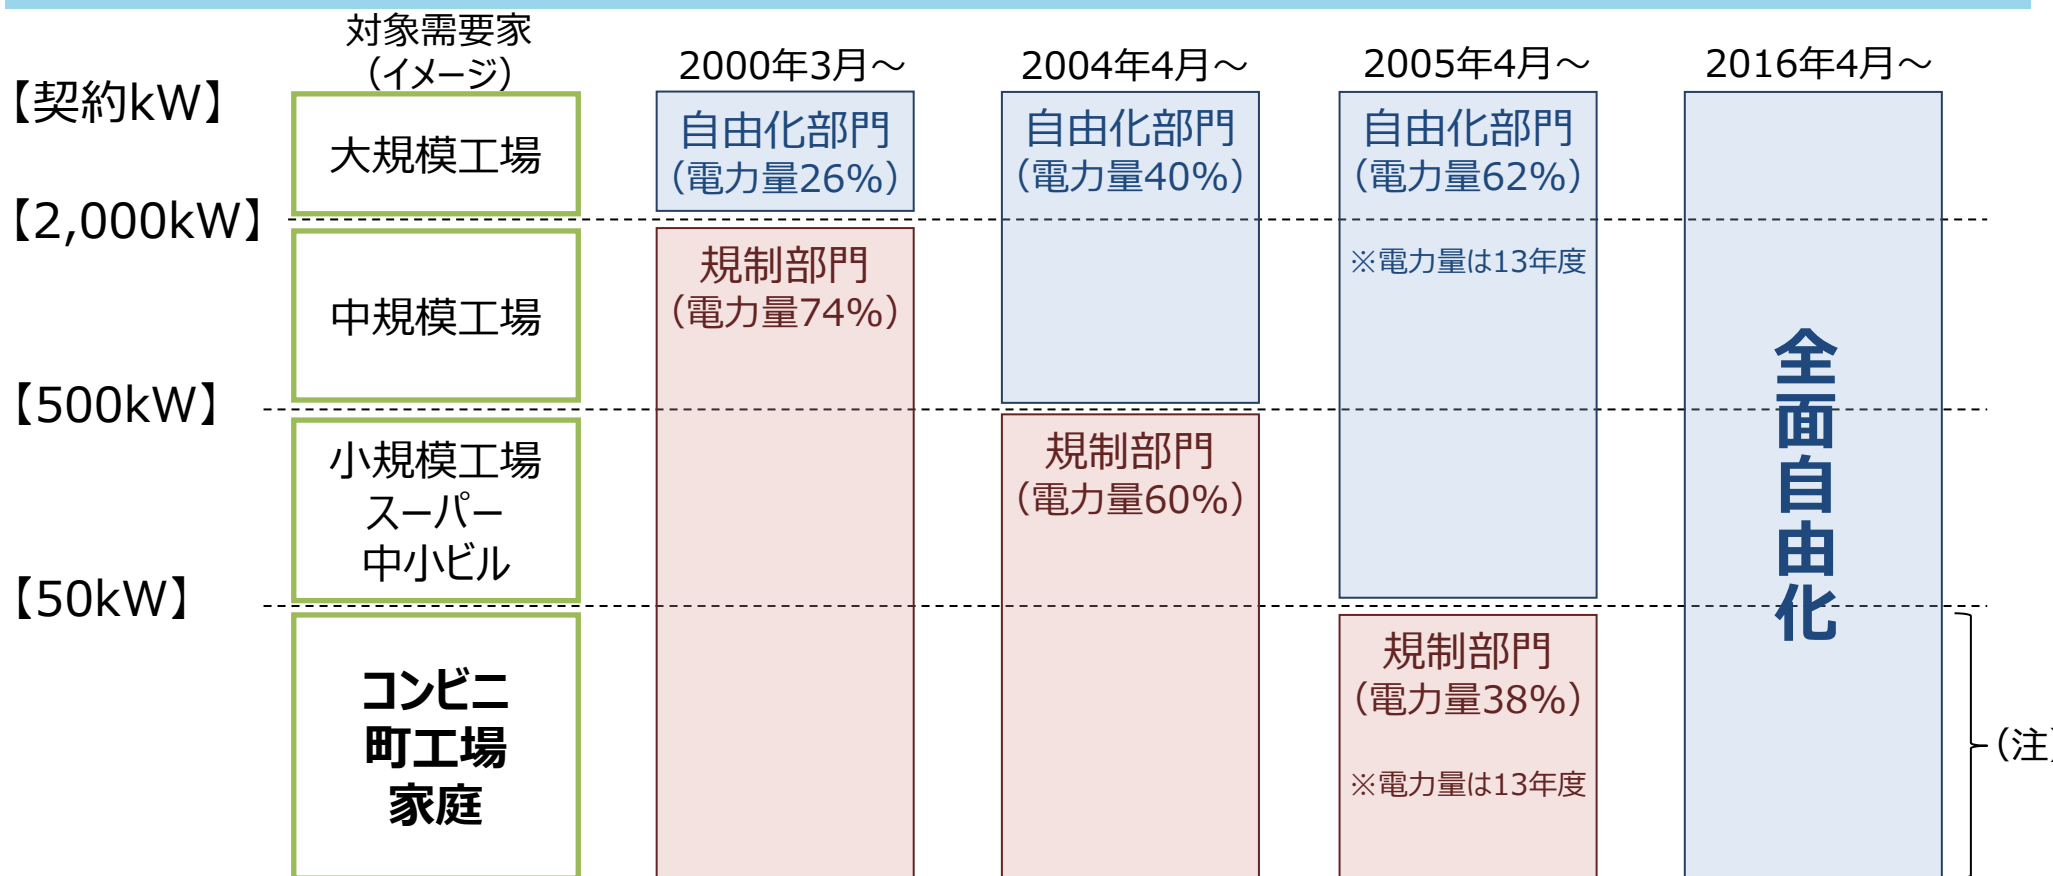 対象需要家
（イメージ）
2000年3月～
2004年4月～
2005年4月～
2016年4月～
【契約kW】
大規模工場
自由化部門
（電力量26%）
自由化部門
（電力量40%）
自由化部門
（電力量62%）
※電力量は13年度
【2,000kW】
中規模工場
規制部門
（電力量74%）
全面自由化
【500kW】
小規模工場
スーパー
中小ビル
規制部門
（電力量60%）
【50kW】
コンビニ
町工場
家庭
規制部門
（電力量38%）
※電力量は13年度
（注）